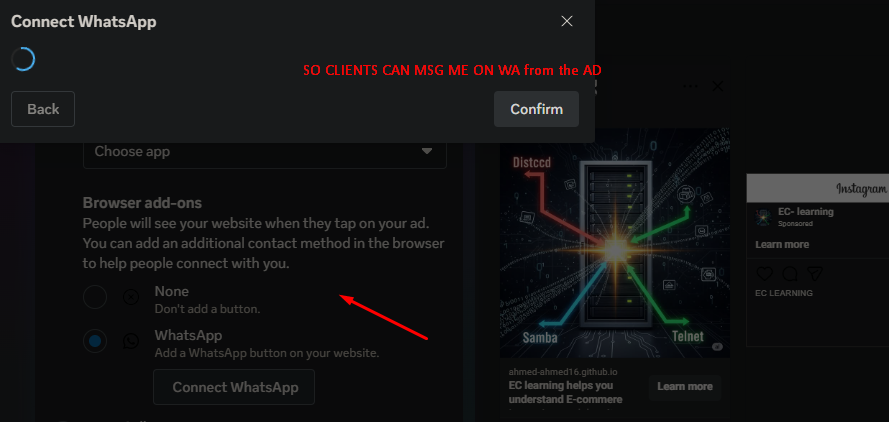 Connect WhatsApp
SO CLIENTS CAN MSG ME ON WA from the AD
Back
Confirm
Choose app
Browser add-ons
People will see your website when they tap on your ad.
You can add an additional contact method in the browser
to help people connect with you.
None
Don't add a button.
WhatsApp
Add a WhatsApp button on your website.
Connect WhatsApp
Distccd
Samba
Telnet
ahmed-ahmed16.github.io
EC learning helps you
understand E-commere
Learn more
Instagram
EC- learning
Sponsored
Learn more
EC LEARNING